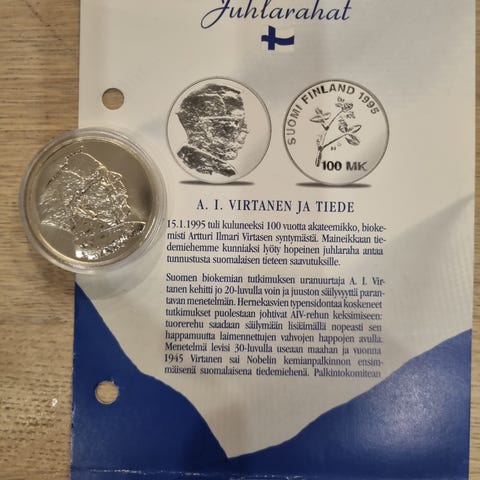 Juhlarahat
SUOMI FINLAND 1995
100 MK
A. I. VIRTANEN JA TIEDE
15.1.1995 tuli kuluneeksi 100 vuotta akateemikko, bioke-
misti Artturi Ilmari Virtasen syntymästä. Maineikkaan tie-
demiehemme kunniaksi lyöty hopeinen juhlaraha antaa
tunnustusta suomalaisen tieteen saavutuksille.
Suomen biokemian tutkimuksen uranuurtaja A. I. Vir-
tanen kehitti jo 20-luvulla voin ja juuston säilyvyyttä paran-
tavan menetelmän. Hernekasvien typensidontaa koskeneet
tutkimukset puolestaan johtivat AIV-rehun keksimiseen:
tuorerehu saadaan säilymään lisäämällä nopeasti sen
happamuutta laimennettujen vahvojen happojen avulla.
Menetelmä levisi 30-luvulla useaan maahan ja vuonna
1945 Virtanen sai Nobelin kemianpalkinnon ensim-
mäisenä suomalaisena tiedemiehenä. Palkintokomitean